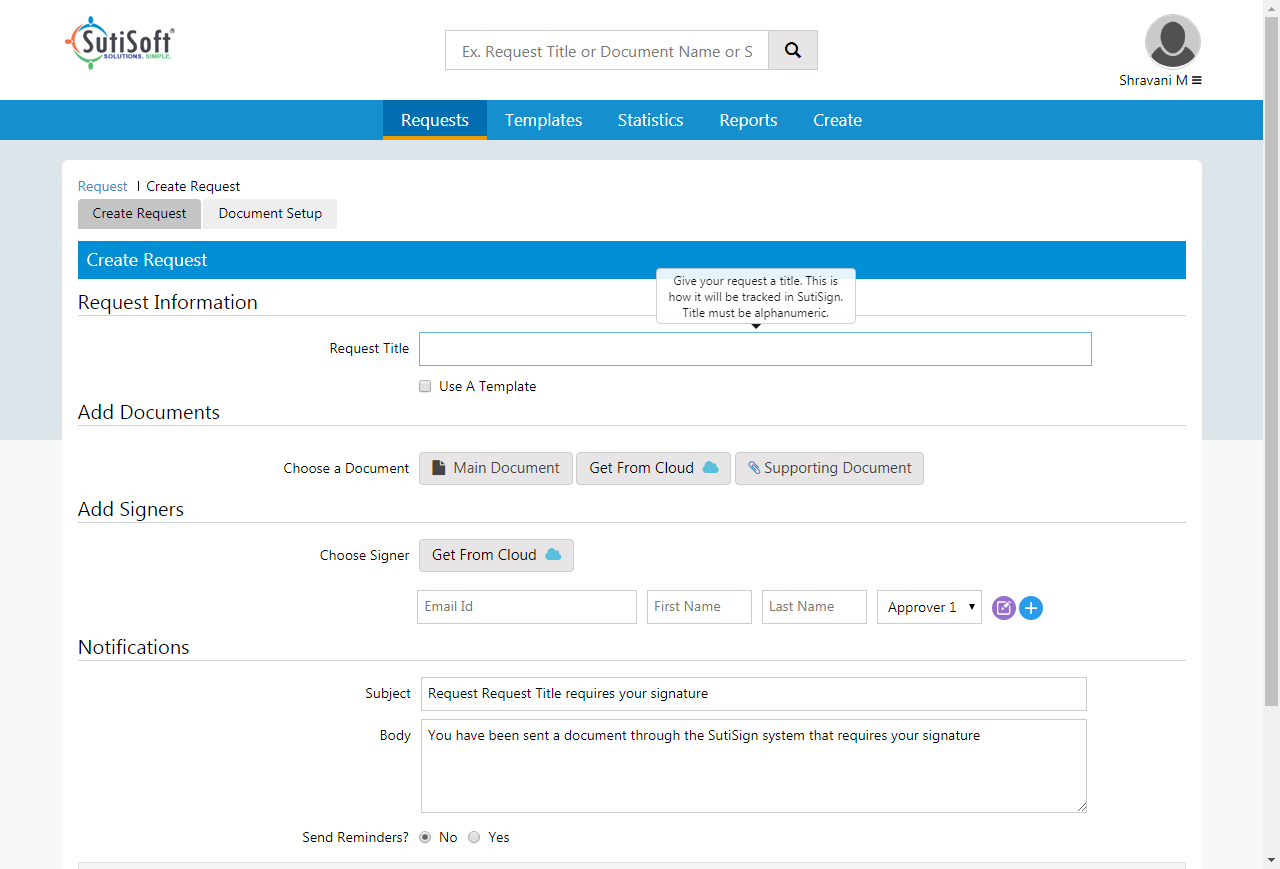 SutiSoft®
SOLUTIONS. SIMPLE.
Ex. Request Title or Document Name or S
Shravani M
Requests Templates Statistics Reports Create
Request | Create Request
Create Request Document Setup
Create Request
Give your request a title. This is
how it will be tracked in SutiSign.
Title must be alphanumeric.
Request Information
Request Title
Use A Template
Add Documents
Choose a Document Main Document Get From Cloud Supporting Document
Add Signers
Choose Signer Get From Cloud
Email Id First Name Last Name Approver 1
Notifications
Subject Request Request Title requires your signature
Body You have been sent a document through the SutiSign system that requires your signature
Send Reminders? No Yes